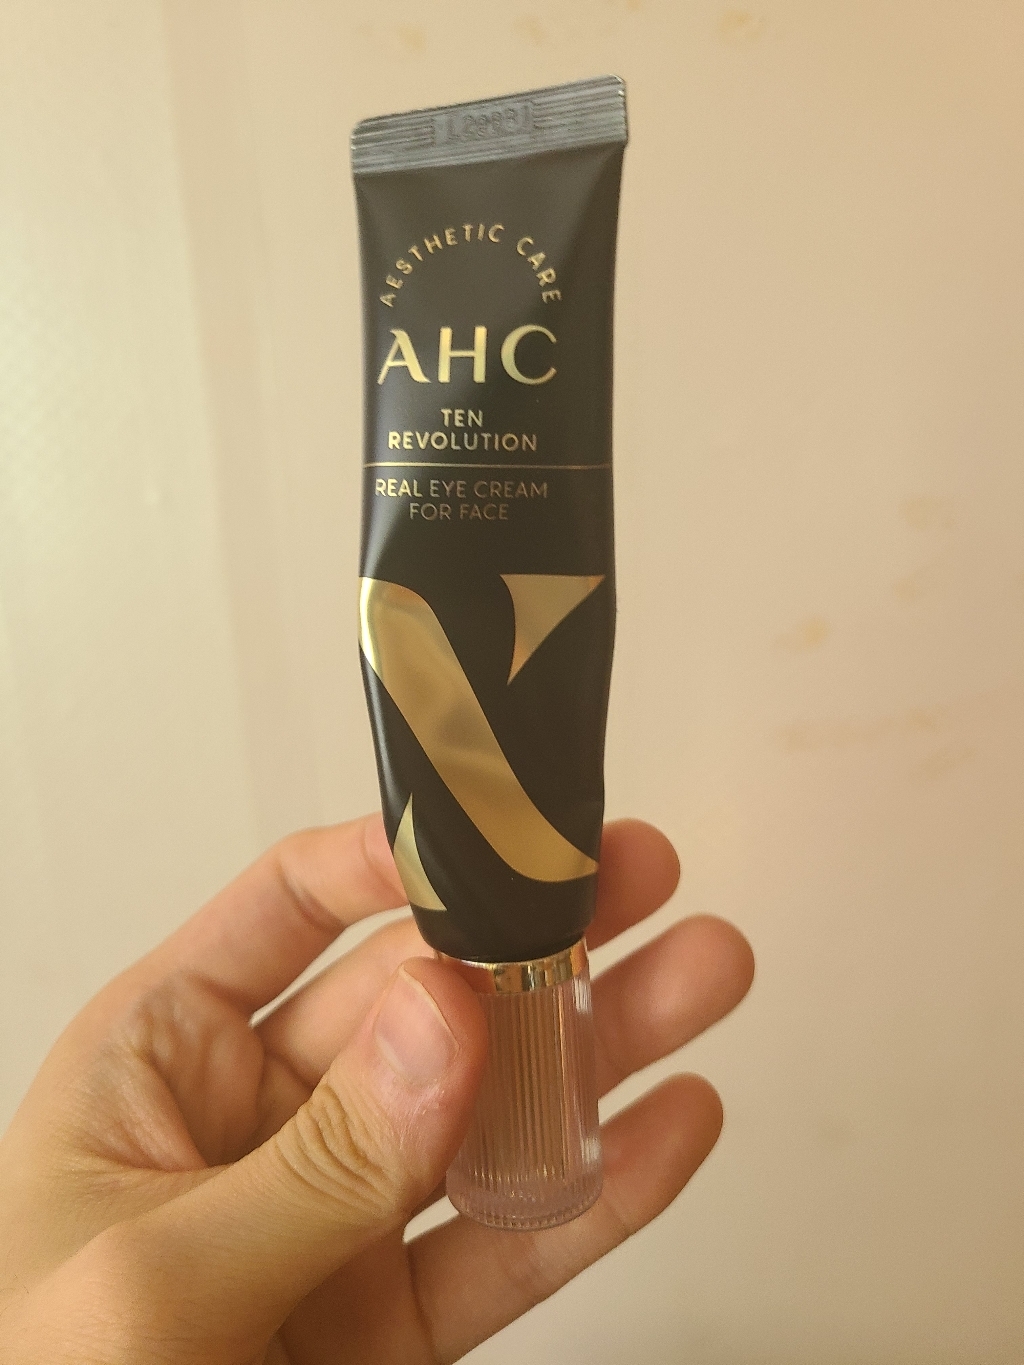 AESTHETIC CARE
AHC
TEN
REVOLUTION
REAL EYE CREAM
FOR FACE